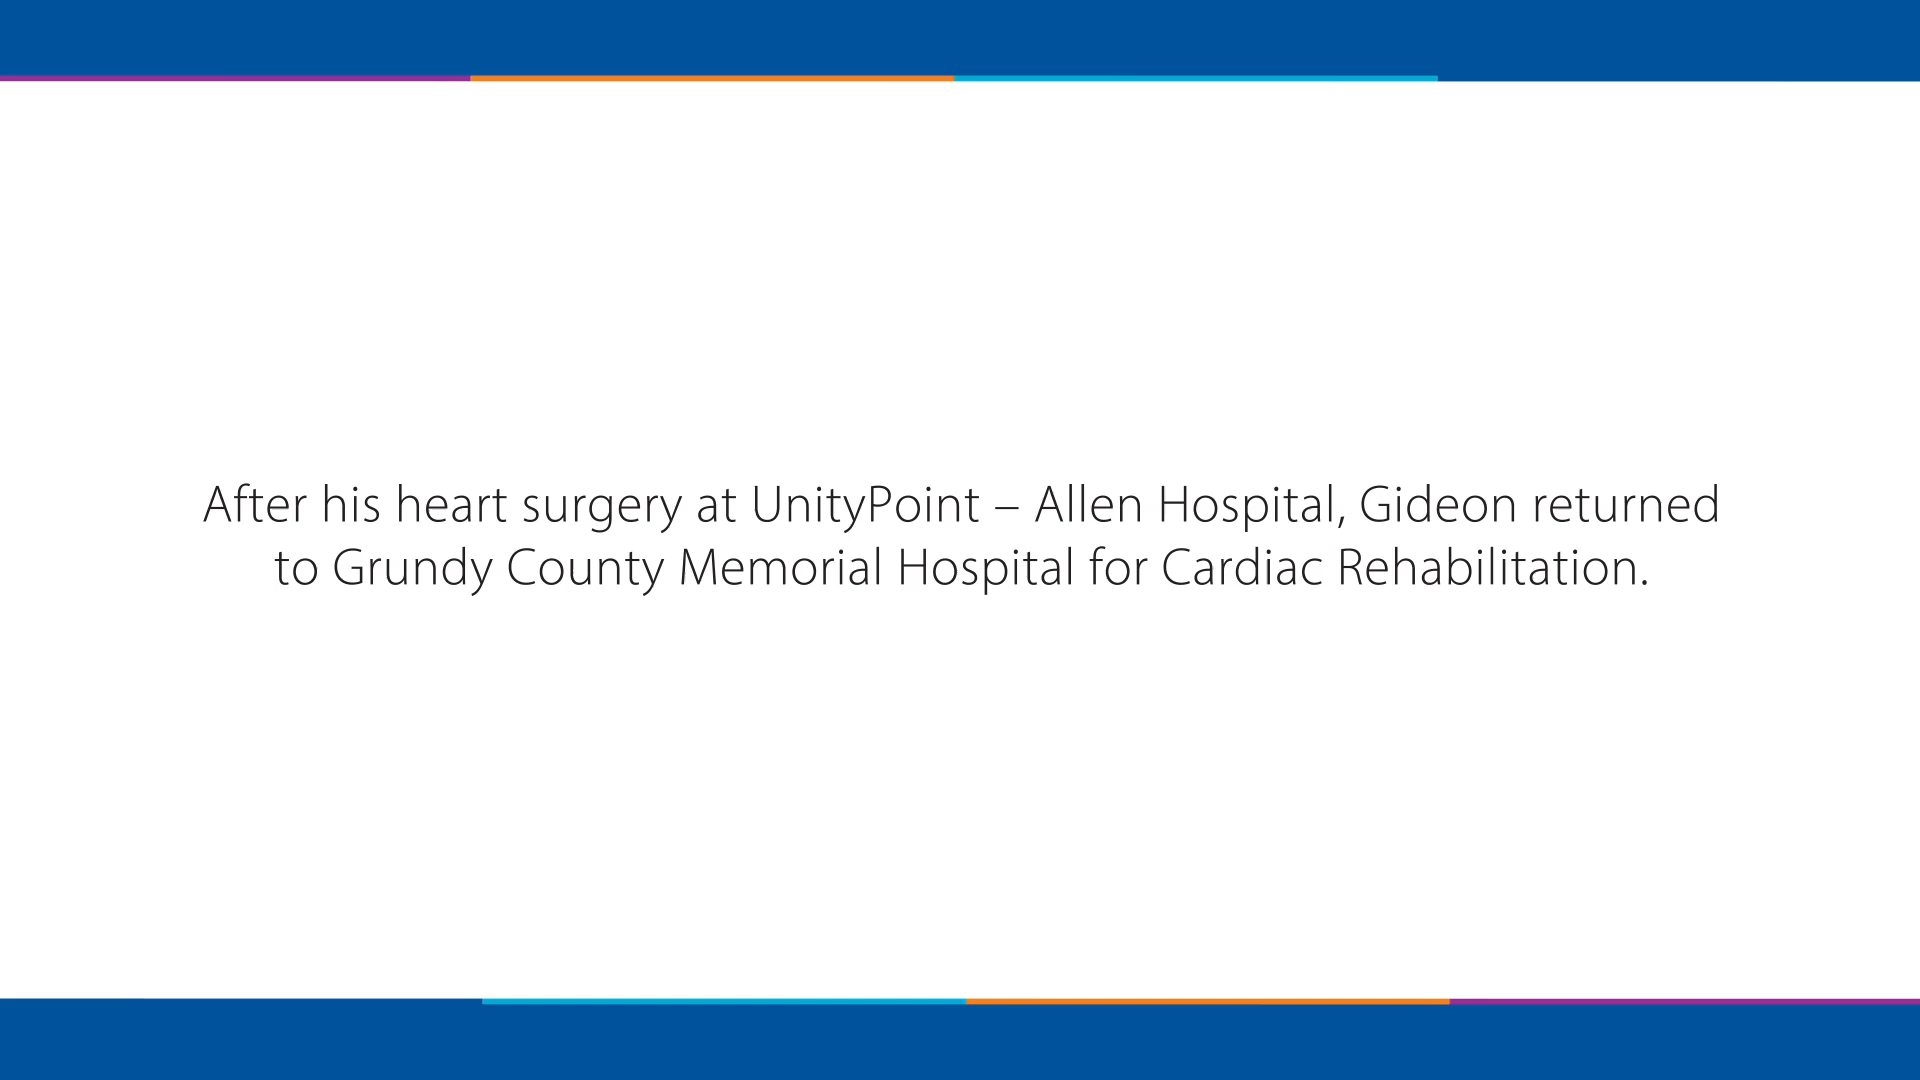 After his heart surgery at UnityPoint – Allen Hospital, Gideon returned
to Grundy County Memorial Hospital for Cardiac Rehabilitation.